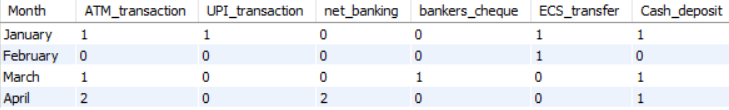 Month ATM_transaction UPI_transaction net_banking bankers_cheque ECS_transfer Cash_deposit
January 1 1 0 0 1 1
February 0 0 0 0 1 0
March 1 0 0 1 0 1
April 2 0 2 0 0 1